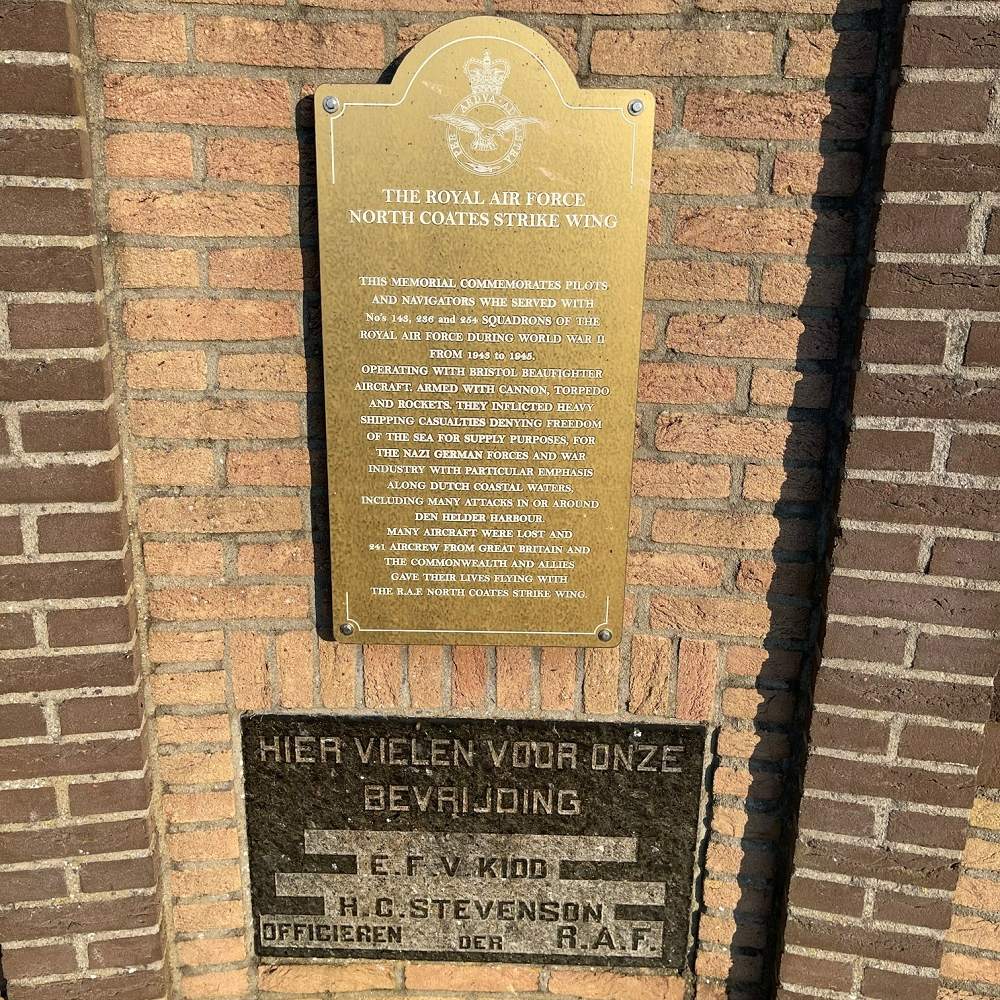 PER ARDVA AD ASTRA
THE ROYAL AIR FORCE
NORTH COATES STRIKE WING
THIS MEMORIAL COMMEMORATES PILOTS
AND NAVIGATORS WHE SERVED WITH
No's 143, 236 and 254 SQUADRONS OF THE
ROYAL AIR FORCE DURING WORLD WAR II
FROM 1943 to 1945.
OPERATING WITH BRISTOL BEAUFIGHTER
AIRCRAFT. ARMED WITH CANNON, TORPEDO
AND ROCKETS. THEY INFLICTED HEAVY
SHIPPING CASUALTIES DENYING FREEDOM
OF THE SEA FOR SUPPLY PURPOSES, FOR
THE NAZI GERMAN FORCES AND WAR
INDUSTRY WITH PARTICULAR EMPHASIS
ALONG DUTCH COASTAL WATERS,
INCLUDING MANY ATTACKS IN OR AROUND
DEN HELDER HARBOUR.
MANY AIRCRAFT WERE LOST AND
241 AIRCREW FROM GREAT BRITAIN AND
THE COMMONWEALTH AND ALLIES
GAVE THEIR LIVES FLYING WITH
THE R.A.F. NORTH COATES STRIKE WING.
HIER VIELEN VOOR ONZE
BEVRIJDING
E.F.V. KIDD
H.G. STEVENSON
OFFICIEREN DER R.A.F.